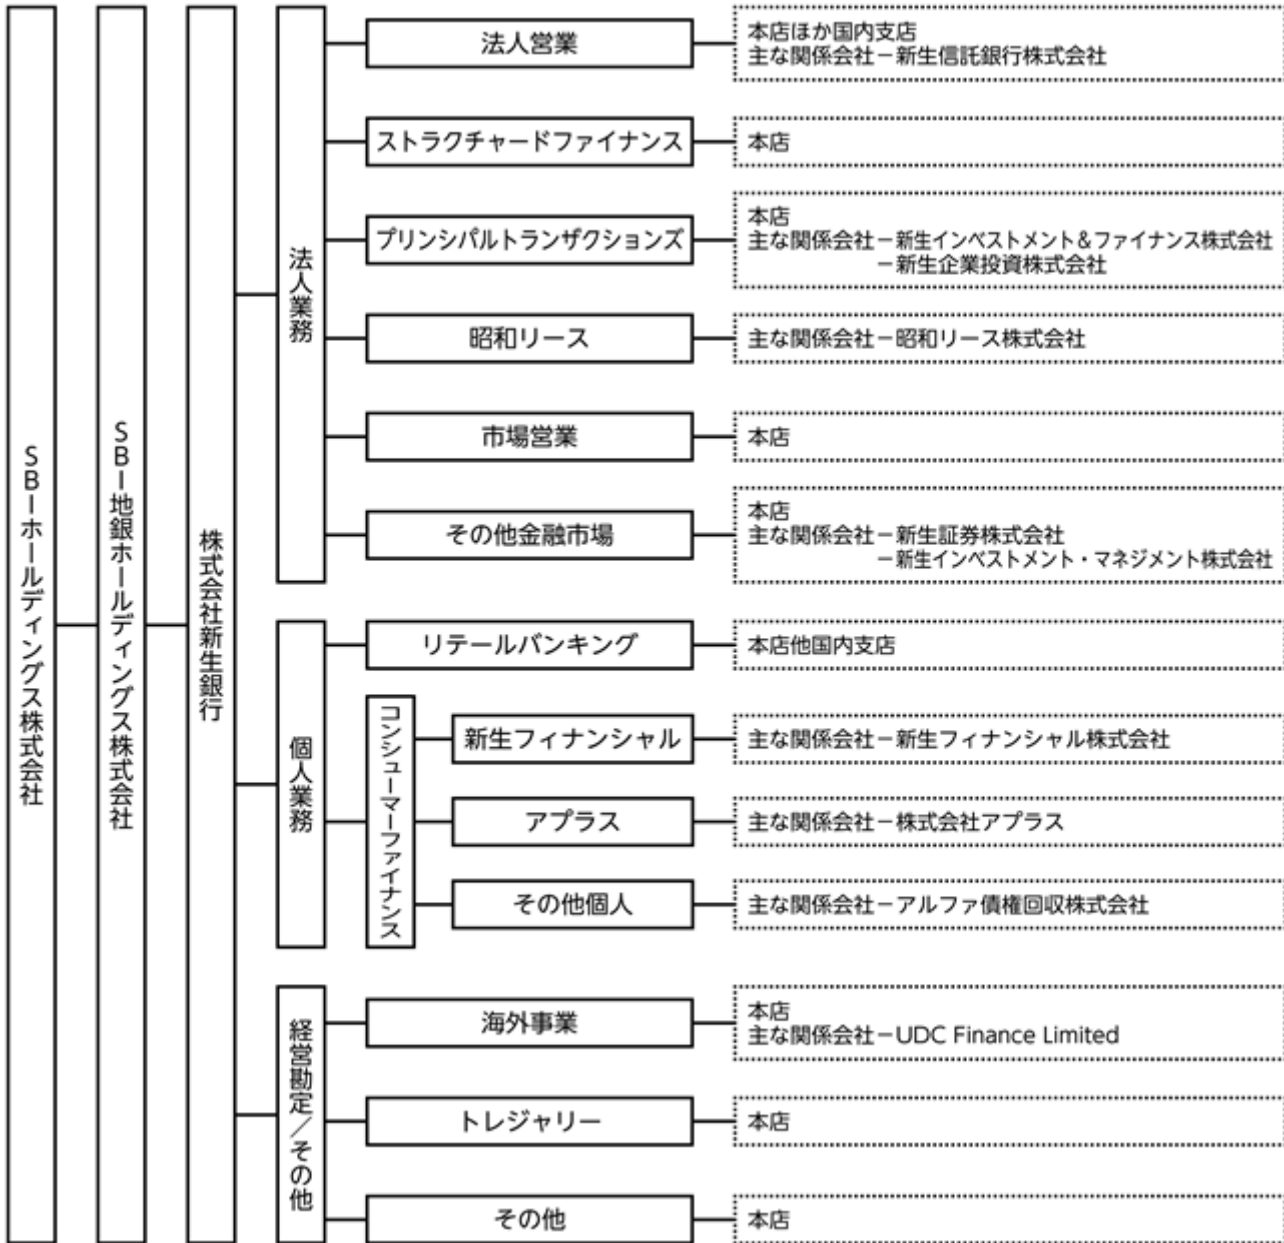 SBIホールディングス株式会社
SBI地銀ホールディングス株式会社
株式会社新生銀行
法人業務
法人営業
本店ほか国内支店
主な関係会社－新生信託銀行株式会社
ストラクチャードファイナンス
本店
プリンシパルトランザクションズ
本店
主な関係会社－新生インベストメント＆ファイナンス株式会社
－新生企業投資株式会社
昭和リース
主な関係会社－昭和リース株式会社
市場営業
本店
その他金融市場
本店
主な関係会社－新生証券株式会社
－新生インベストメント・マネジメント株式会社
個人業務
リテールバンキング
本店他国内支店
コンシューマーファイナンス
新生フィナンシャル
主な関係会社－新生フィナンシャル株式会社
アプラス
主な関係会社－株式会社アプラス
その他個人
主な関係会社－アルファ債権回収株式会社
経営勘定／その他
海外事業
本店
主な関係会社－UDC Finance Limited
トレジャリー
本店
その他
本店